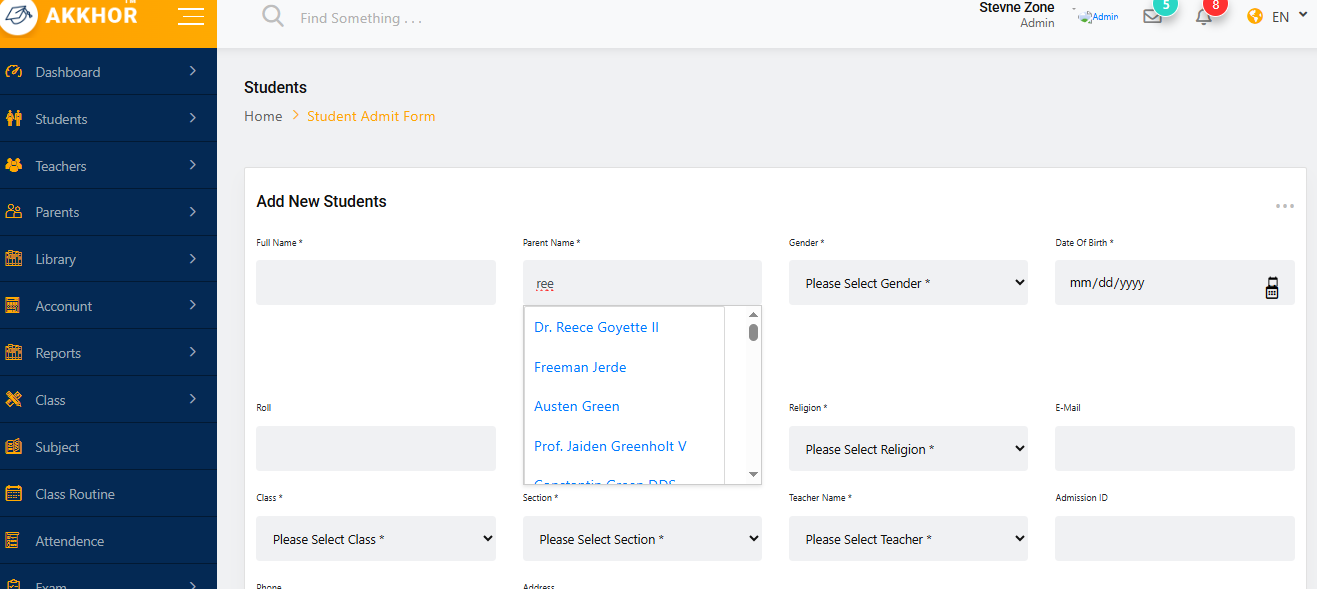 AKKHOR
Find Something . . .
Stevne Zone
Admin
Admin
5
8
EN
Dashboard
Students
Teachers
Parents
Library
Acconunt
Reports
Class
Subject
Class Routine
Attendence
Exam
Students
Home > Student Admit Form
Add New Students
Full Name *
Parent Name *
Gender *
Date Of Birth *
ree
Please Select Gender *
mm/dd/yyyy
Dr. Reece Goyette II
Freeman Jerde
Austen Green
Prof. Jaiden Greenholt V
Constantin Green DDS
Roll
Religion *
E-Mail
Please Select Religion *
Class *
Section *
Teacher Name *
Admission ID
Please Select Class *
Please Select Section *
Please Select Teacher *
Phone
Address